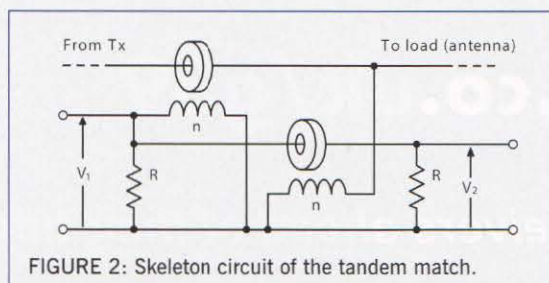 From Tx To load (antenna)
n
V1 R n R V2
FIGURE 2: Skeleton circuit of the tandem match.